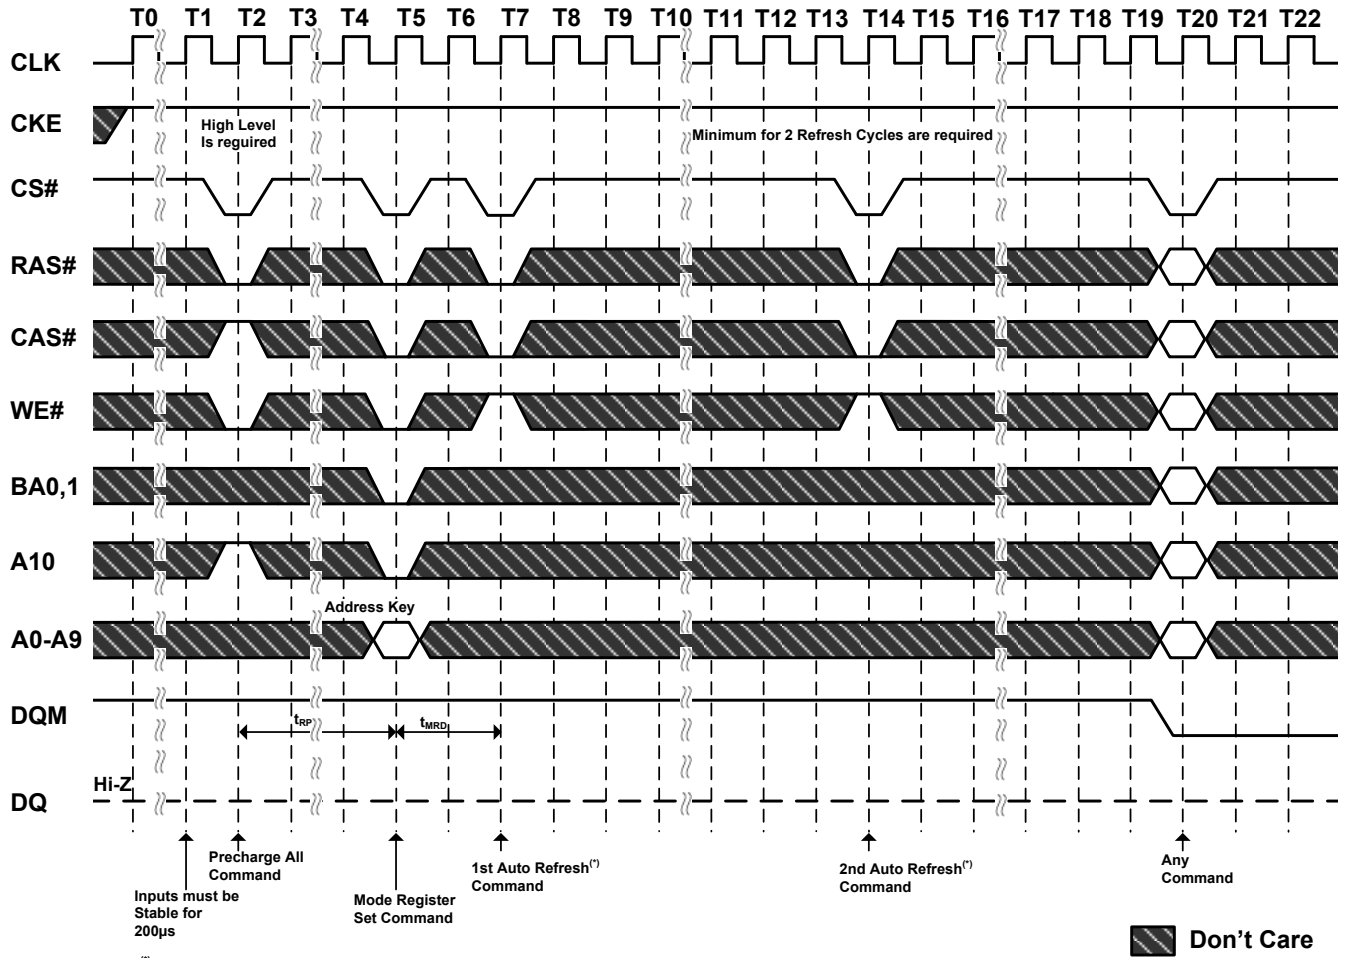 T0 T1 T2 T3 T4 T5 T6 T7 T8 T9 T10 T11 T12 T13 T14 T15 T16 T17 T18 T19 T20 T21 T22
CLK
CKE
High Level
Is reguired
Minimum for 2 Refresh Cycles are required
CS#
RAS#
CAS#
WE#
BA0,1
A10
Address Key
A0-A9
DQM
tRP
tMRD
Hi-Z
DQ
Precharge All
Command
1st Auto Refresh(*)
Command
2nd Auto Refresh(*)
Command
Any
Command
Inputs must be
Stable for
200µs
Mode Register
Set Command
Don't Care